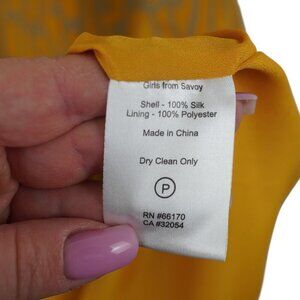 Girls from Savoy
Shell - 100% Silk
Lining - 100% Polyester
Made in China
Dry Clean Only
P
RN #66170
CA #32054